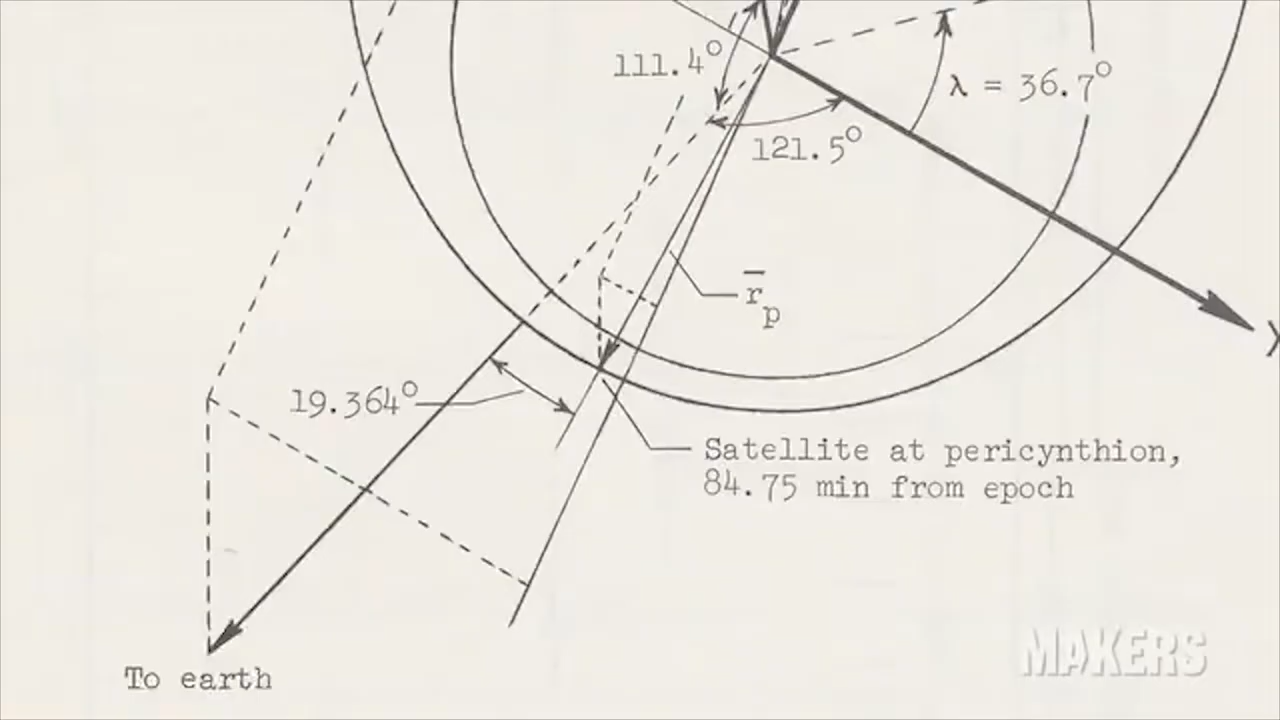 111.4°
λ = 36.7°
121.5°
r̅p
19.364°
Satellite at pericynthion,
84.75 min from epoch
To earth
MAKERS